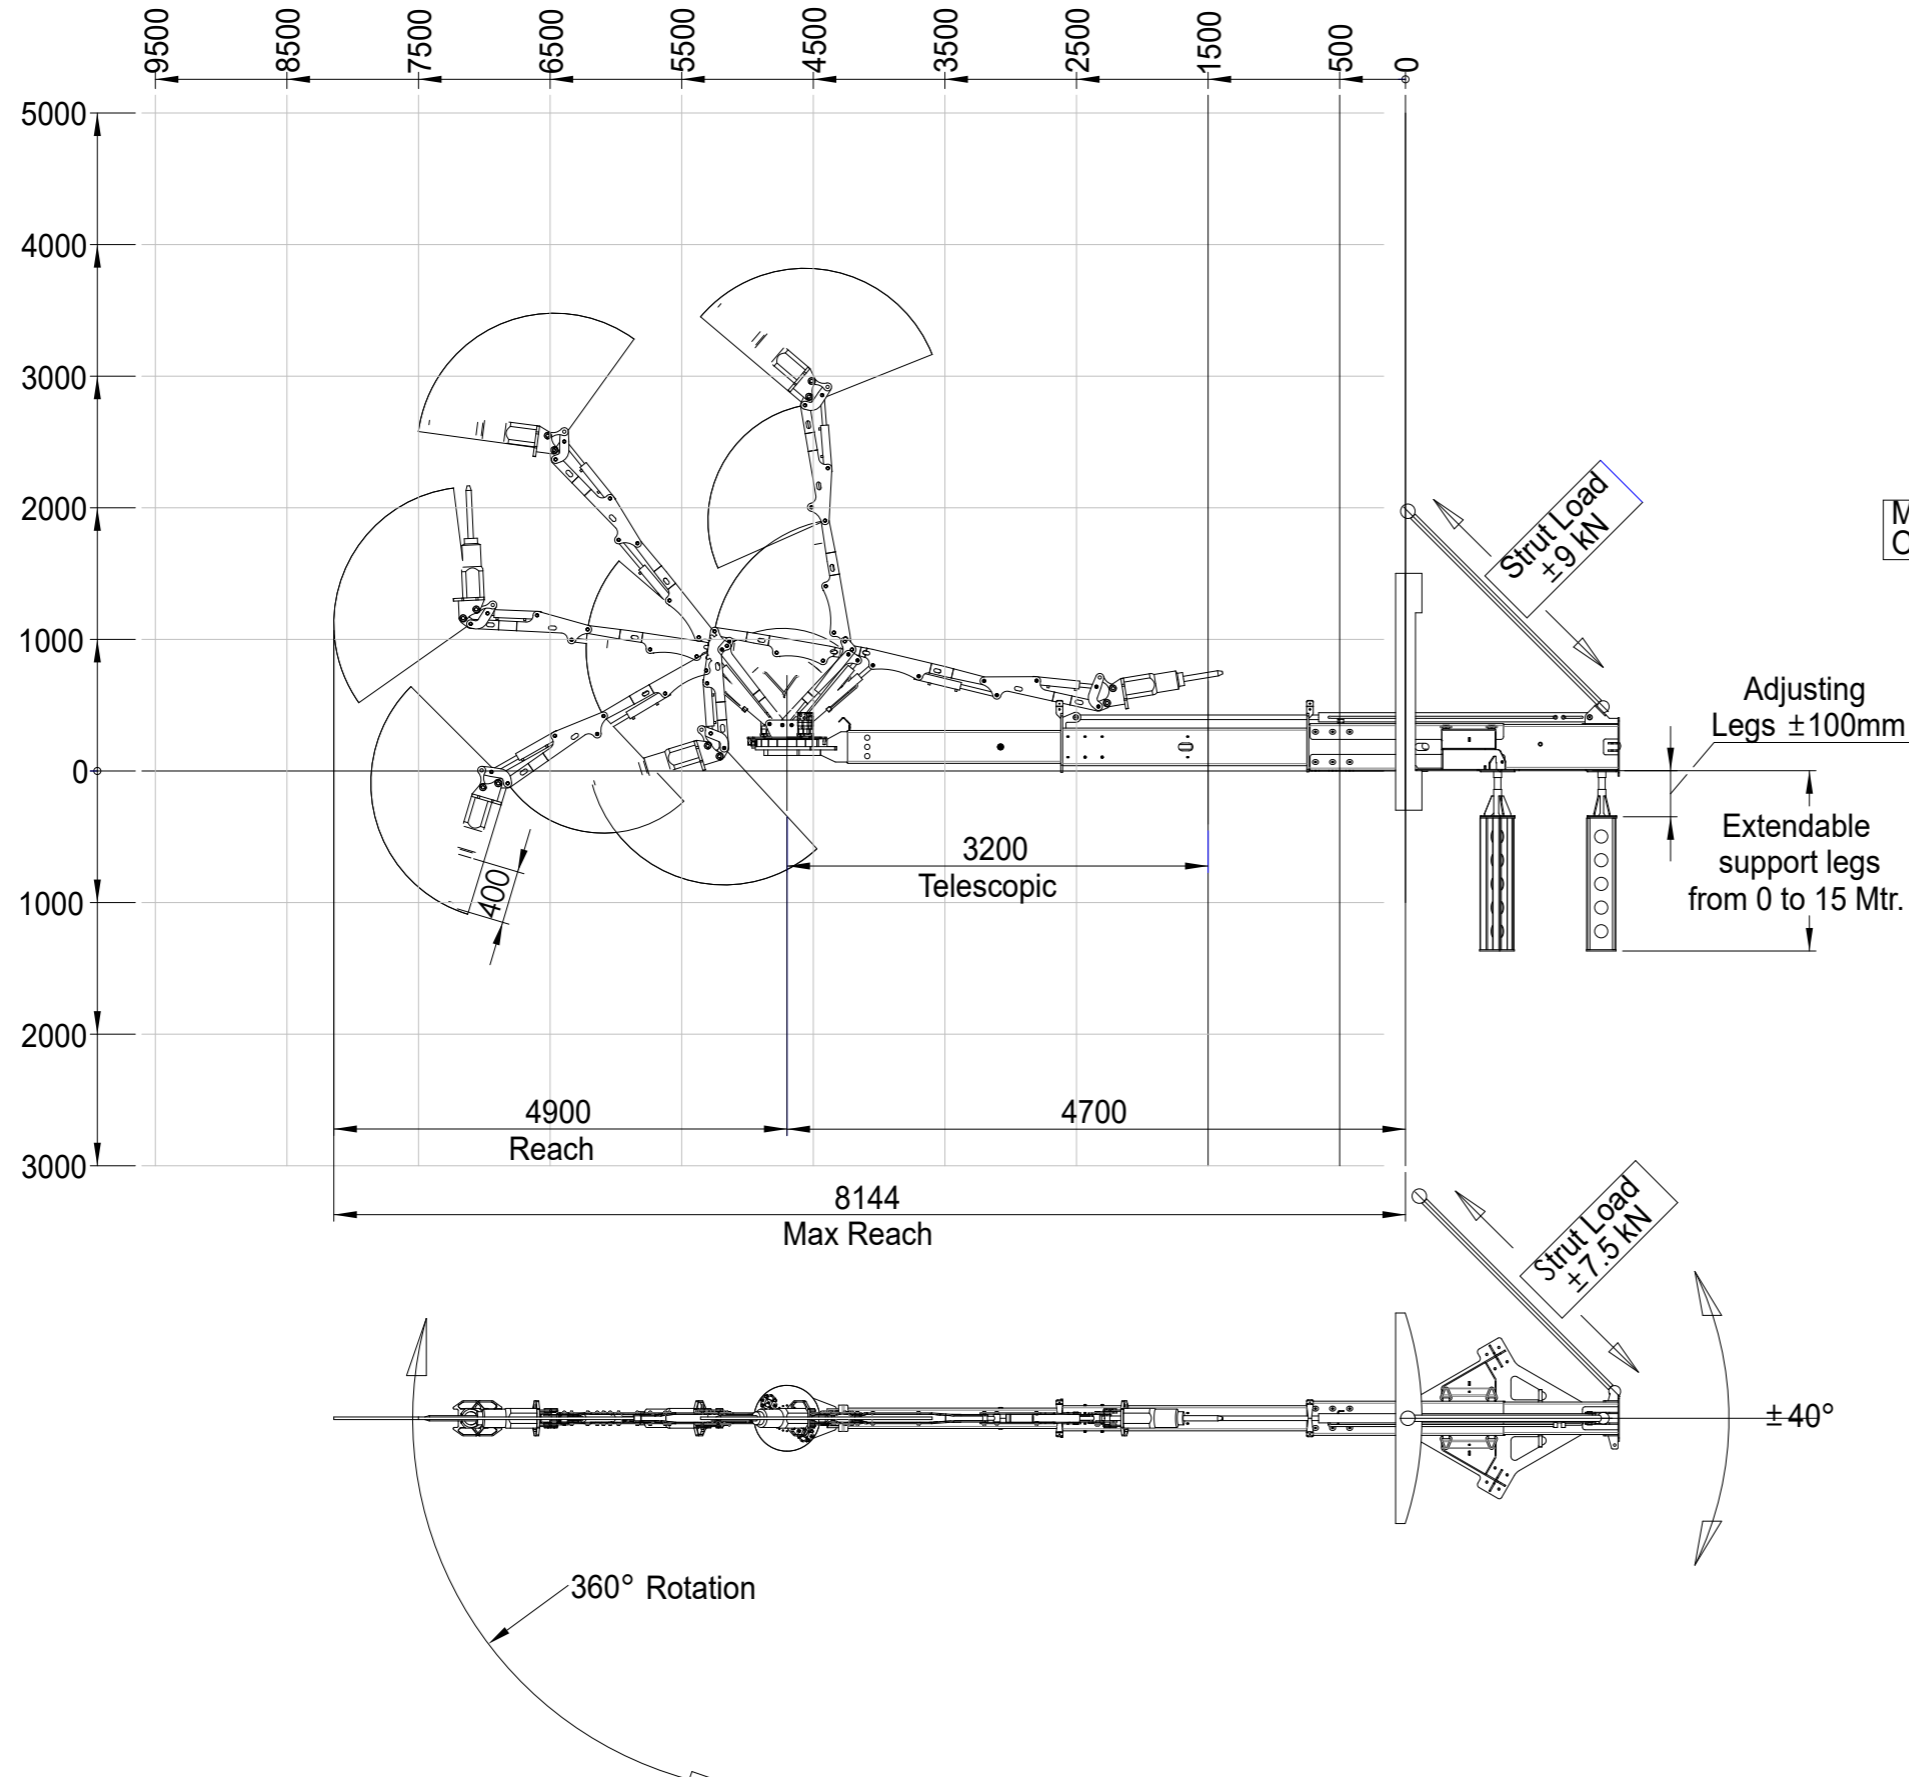 9500
8500
7500
6500
5500
4500
3500
2500
1500
500
0
5000
4000
3000
2000
1000
0
1000
2000
3000
Strut Load
±9 kN
M
C
Adjusting
Legs ±100mm
Extendable
support legs
from 0 to 15 Mtr.
3200
Telescopic
400
4900
Reach
4700
8144
Max Reach
Strut Load
±7.5 kN
±40°
360° Rotation